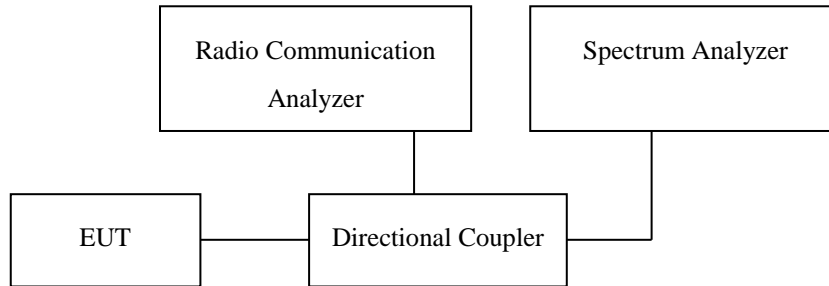 Radio Communication
Analyzer
Spectrum Analyzer
EUT
Directional Coupler